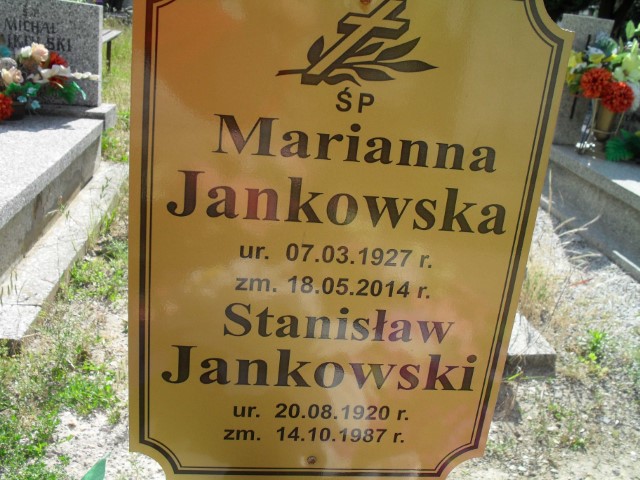 MICHAŁ
ŚP
Marianna
Jankowska
ur. 07.03.1927 r.
zm. 18.05.2014 r.
Stanisław
Jankowski
ur. 20.08.1920 r.
zm. 14.10.1987 r.